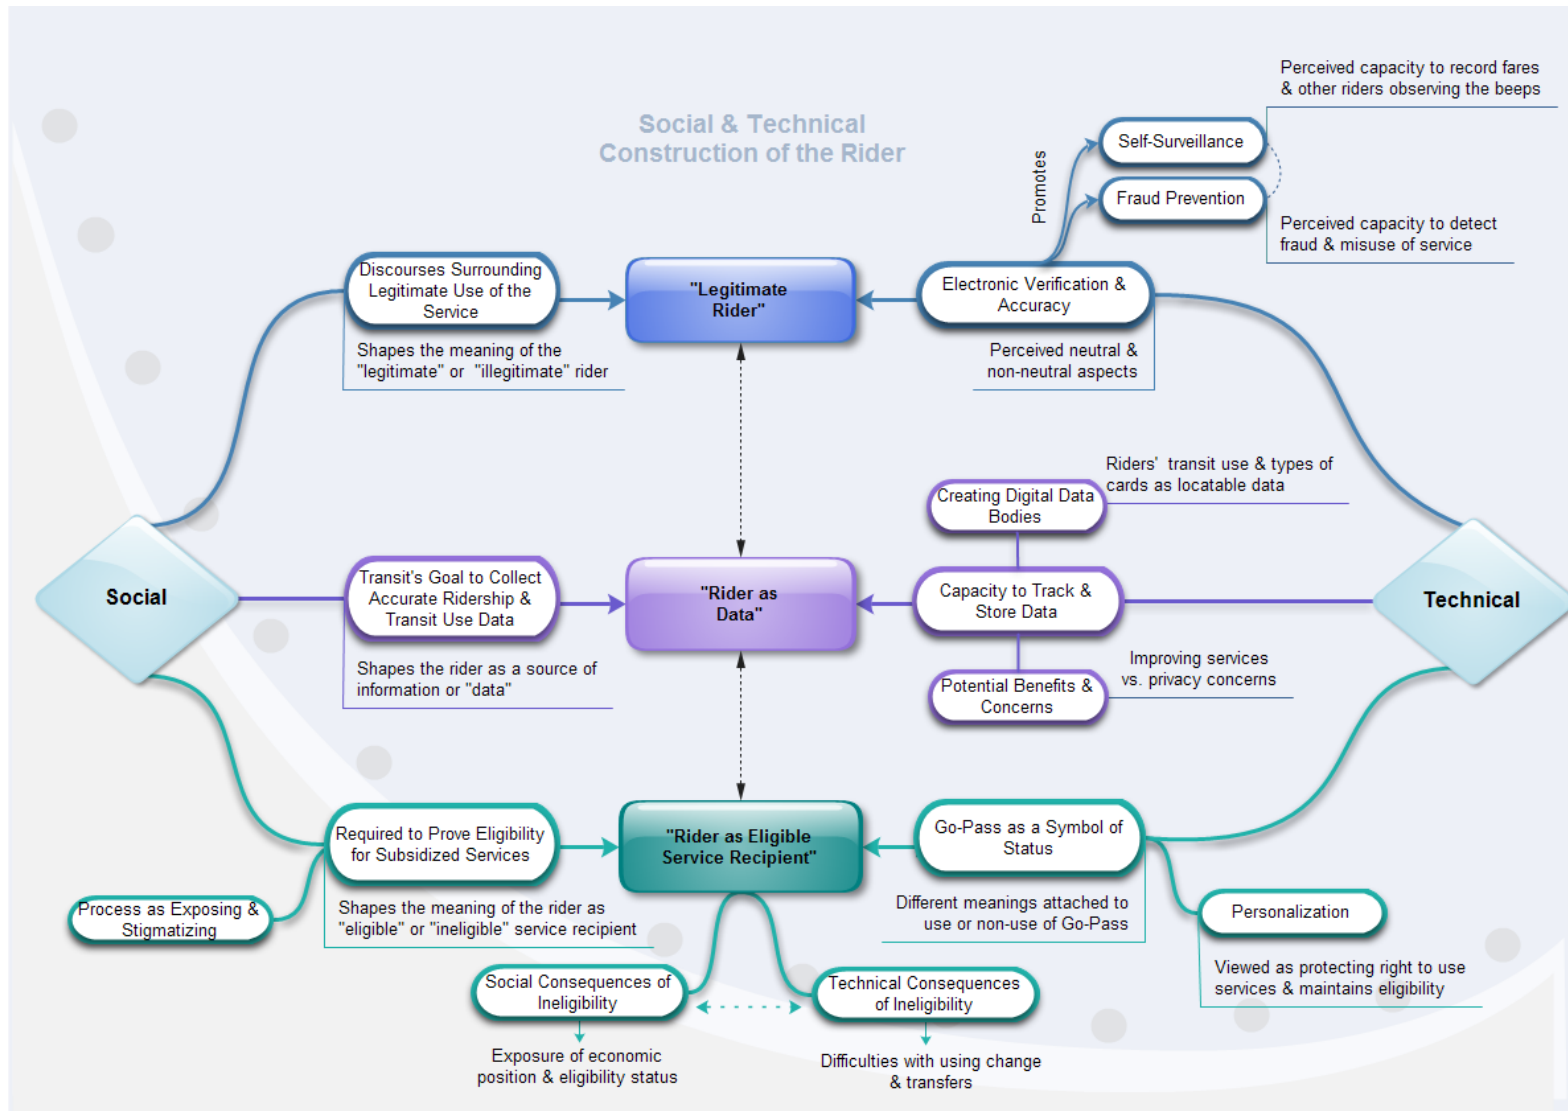 Social & Technical
Construction of the Rider
Perceived capacity to record fares
& other riders observing the beeps
Self-Surveillance
Promotes
Fraud Prevention
Perceived capacity to detect
fraud & misuse of service
Discourses Surrounding
Legitimate Use of the
Service
"Legitimate
Rider"
Electronic Verification &
Accuracy
Shapes the meaning of the
"legitimate" or "illegitimate" rider
Perceived neutral &
non-neutral aspects
Riders' transit use & types of
cards as locatable data
Creating Digital Data
Bodies
Social
Transit's Goal to Collect
Accurate Ridership &
Transit Use Data
"Rider as
Data"
Capacity to Track &
Store Data
Technical
Shapes the rider as a source of
information or "data"
Improving services
vs. privacy concerns
Potential Benefits &
Concerns
Required to Prove Eligibility
for Subsidized Services
"Rider as Eligible
Service Recipient"
Go-Pass as a Symbol of
Status
Process as Exposing &
Stigmatizing
Shapes the meaning of the rider as
"eligible" or "ineligible" service recipient
Different meanings attached to
use or non-use of Go-Pass
Personalization
Viewed as protecting right to use
services & maintains eligibility
Social Consequences of
Ineligibility
Technical Consequences
of Ineligibility
Exposure of economic
position & eligibility status
Difficulties with using change
& transfers